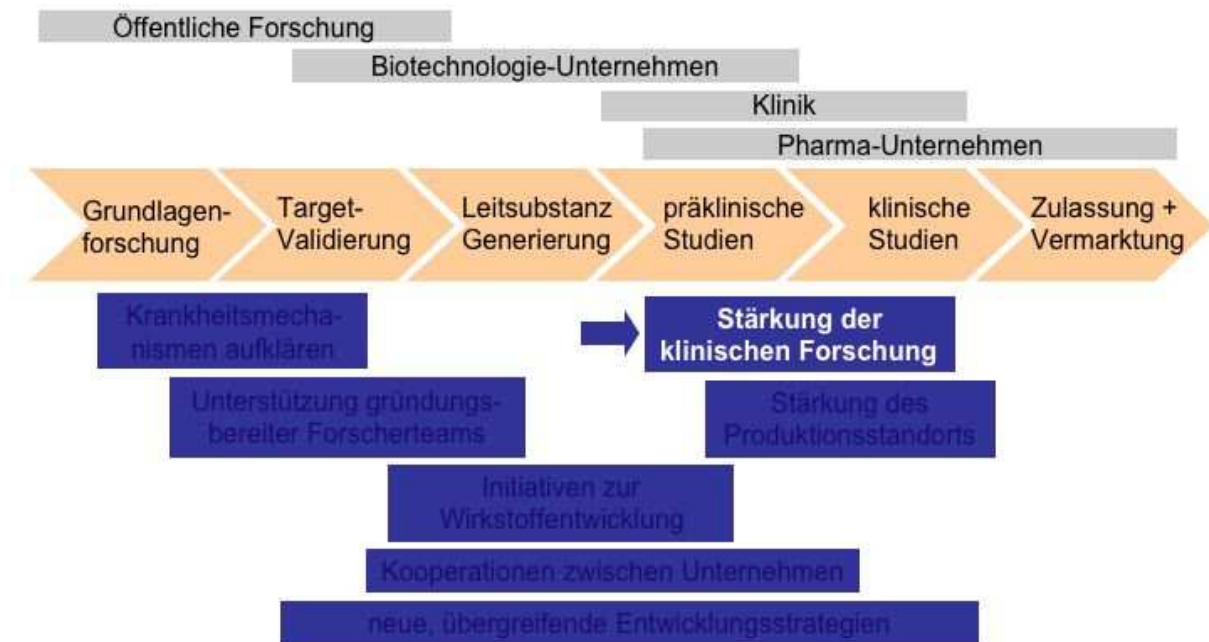 Öffentliche Forschung
Biotechnologie-Unternehmen
Klinik
Pharma-Unternehmen
Grundlagen-
forschung
Target-
Validierung
Leitsubstanz
Generierung
präklinische
Studien
klinische
Studien
Zulassung +
Vermarktung
Krankheitsmecha-
nismen aufklären
Stärkung der
klinischen Forschung
Unterstützung gründungs-
bereiter Forscherteams
Stärkung des
Produktionsstandorts
Initiativen zur
Wirkstoffentwicklung
Kooperationen zwischen Unternehmen
neue, übergreifende Entwicklungsstrategien